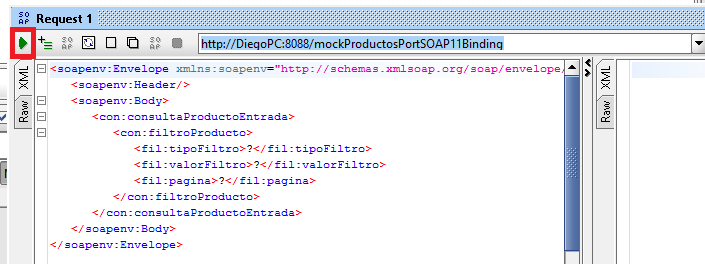 Request 1
http://DiegoPC:8088/mockProductosPortSOAP11Binding
XML
Raw
<soapenv:Envelope xmlns:soapenv="http://schemas.xmlsoap.org/soap/envelope/
<soapenv:Header/>
<soapenv:Body>
<con:consultaProductoEntrada>
<con:filtroProducto>
<fil:tipoFiltro>?</fil:tipoFiltro>
<fil:valorFiltro>?</fil:valorFiltro>
<fil:pagina>?</fil:pagina>
</con:filtroProducto>
</con:consultaProductoEntrada>
</soapenv:Body>
</soapenv:Envelope>
XML
Raw